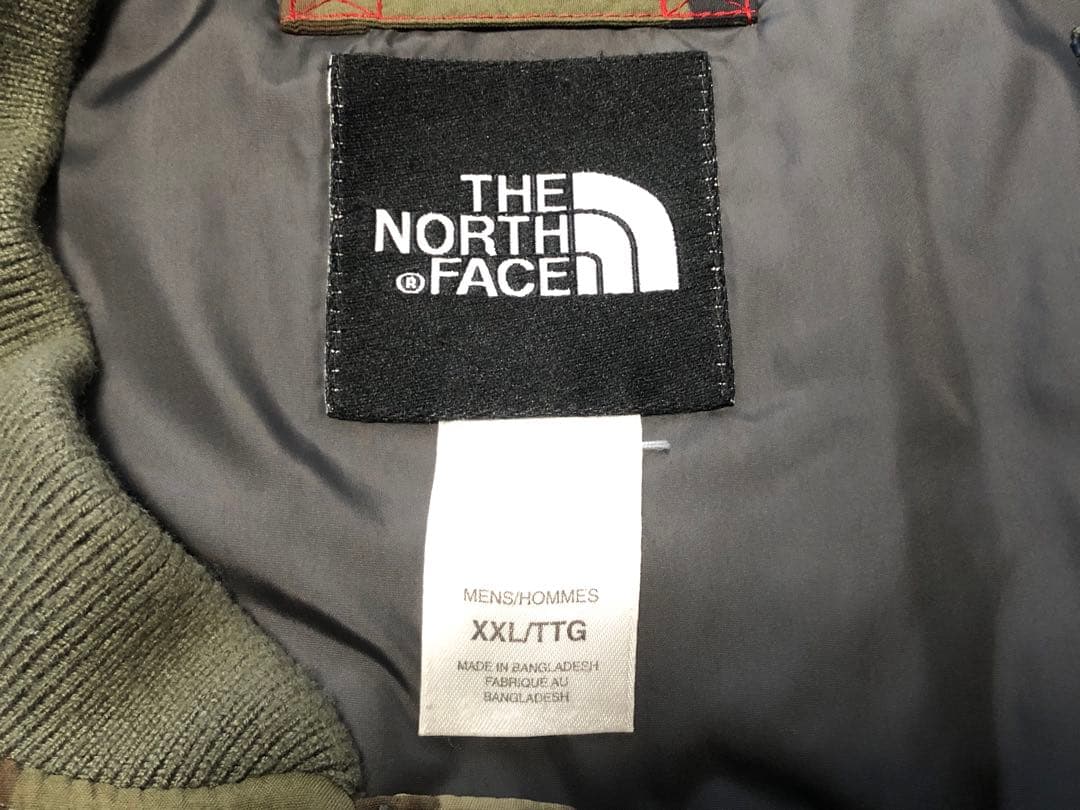 THE
NORTH
® FACE
MENS/HOMMES
XXL/TTG
MADE IN BANGLADESH
FABRIQUE AU
BANGLADESH